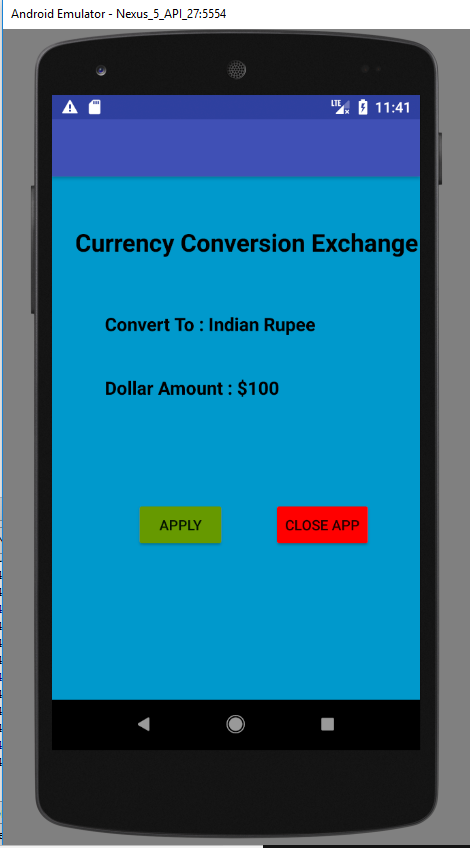 Android Emulator - Nexus_5_API_27:5554
LTE 11:41
Currency Conversion Exchange
Convert To : Indian Rupee
Dollar Amount : $100
APPLY CLOSE APP